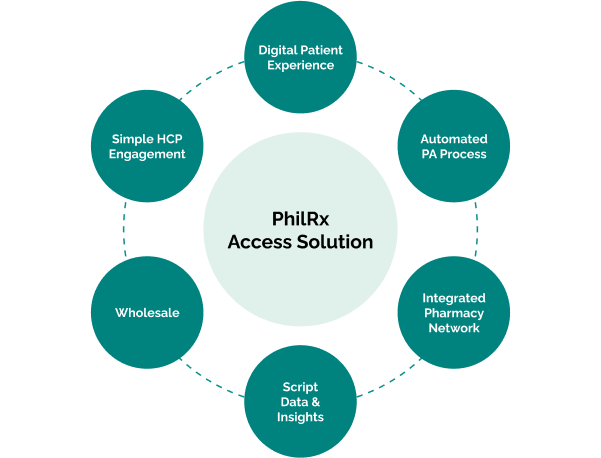 Digital Patient
Experience
Simple HCP
Engagement
Automated
PA Process
PhilRx
Access Solution
Wholesale
Integrated
Pharmacy
Network
Script
Data &
Insights